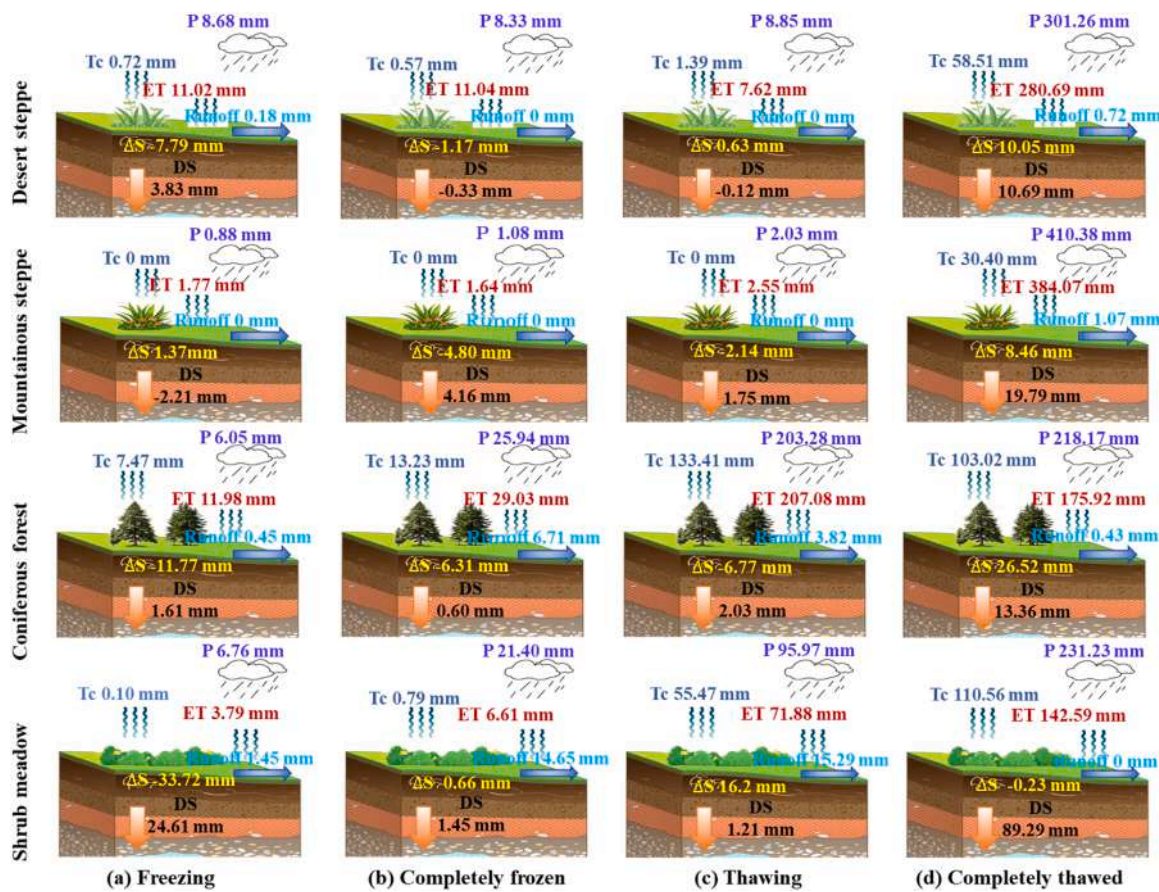 Desert steppe
P 8.68 mm
Tc 0.72 mm
ET 11.02 mm
Runoff 0.18 mm
ΔS -7.79 mm
DS
3.83 mm
P 8.33 mm
Tc 0.57 mm
ET 11.04 mm
Runoff 0 mm
ΔS -1.17 mm
DS
-0.33 mm
P 8.85 mm
Tc 1.39 mm
ET 7.62 mm
Runoff 0 mm
ΔS 0.63 mm
DS
-0.12 mm
P 301.26 mm
Tc 58.51 mm
ET 280.69 mm
Runoff 0.72 mm
ΔS 10.05 mm
DS
10.69 mm
Mountainous steppe
P 0.88 mm
Tc 0 mm
ET 1.77 mm
Runoff 0 mm
ΔS 1.37mm
DS
-2.21 mm
P 1.08 mm
Tc 0 mm
ET 1.64 mm
Runoff 0 mm
ΔS -4.80 mm
DS
4.16 mm
P 2.03 mm
Tc 0 mm
ET 2.55 mm
Runoff 0 mm
ΔS -2.14 mm
DS
1.75 mm
P 410.38 mm
Tc 30.40 mm
ET 384.07 mm
Runoff 1.07 mm
ΔS 8.46 mm
DS
19.79 mm
Coniferous forest
P 6.05 mm
Tc 7.47 mm
ET 11.98 mm
Runoff 0.45 mm
ΔS -11.77 mm
DS
1.61 mm
P 25.94 mm
Tc 13.23 mm
ET 29.03 mm
Runoff 6.71 mm
ΔS -6.31 mm
DS
0.60 mm
P 203.28 mm
Tc 133.41 mm
ET 207.08 mm
Runoff 3.82 mm
ΔS -6.77 mm
DS
2.03 mm
P 218.17 mm
Tc 103.02 mm
ET 175.92 mm
Runoff 0.43 mm
ΔS 26.52 mm
DS
13.36 mm
Shrub meadow
P 6.76 mm
Tc 0.10 mm
ET 3.79 mm
Runoff 1.45 mm
ΔS -33.72 mm
DS
24.61 mm
P 21.40 mm
Tc 0.79 mm
ET 6.61 mm
Runoff 14.65 mm
ΔS -0.66 mm
DS
1.45 mm
P 95.97 mm
Tc 55.47 mm
ET 71.88 mm
Runoff 15.29 mm
ΔS 16.2 mm
DS
1.21 mm
P 231.23 mm
Tc 110.56 mm
ET 142.59 mm
Runoff 0 mm
ΔS -0.23 mm
DS
89.29 mm
(a) Freezing
(b) Completely frozen
(c) Thawing
(d) Completely thawed